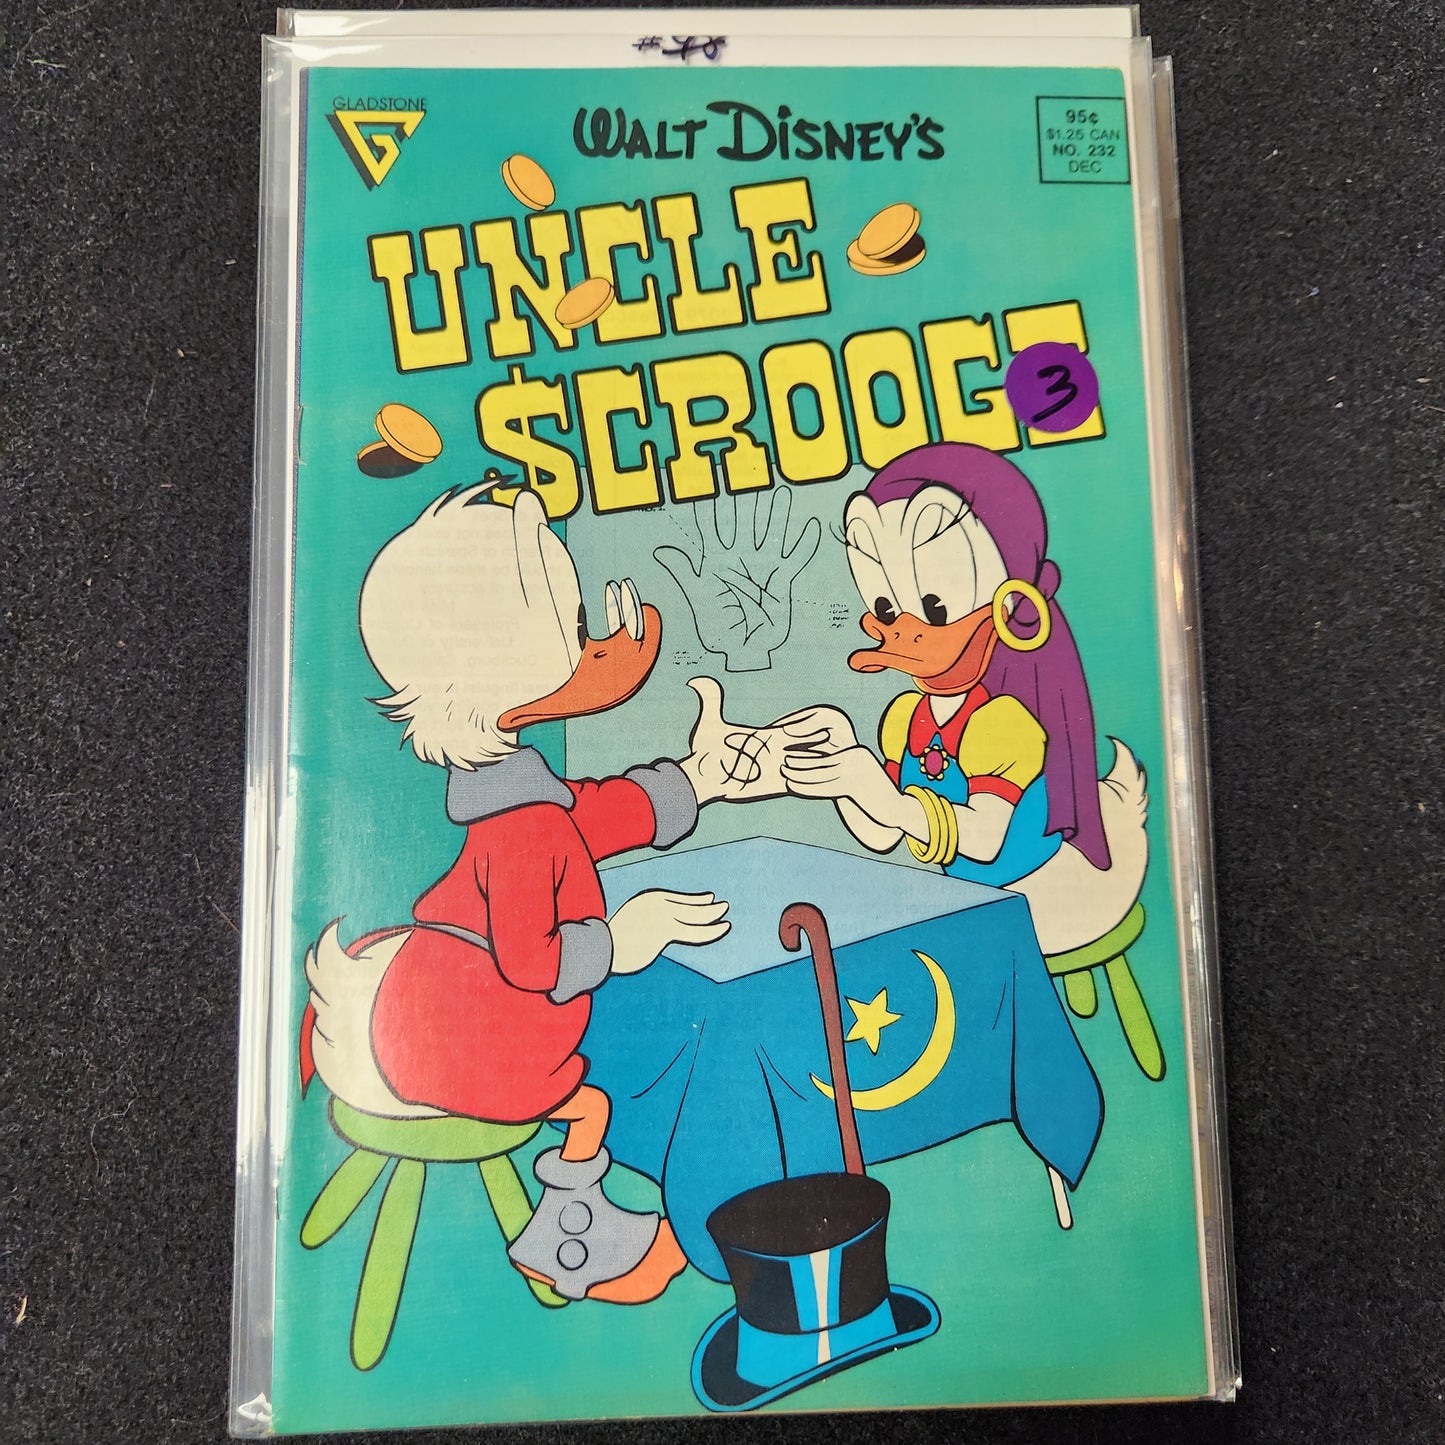 GLADSTONE
G
WALT DISNEY'S
95¢
$1.25 CAN
NO. 232
DEC
UNCLE
$CROOGE
3
$